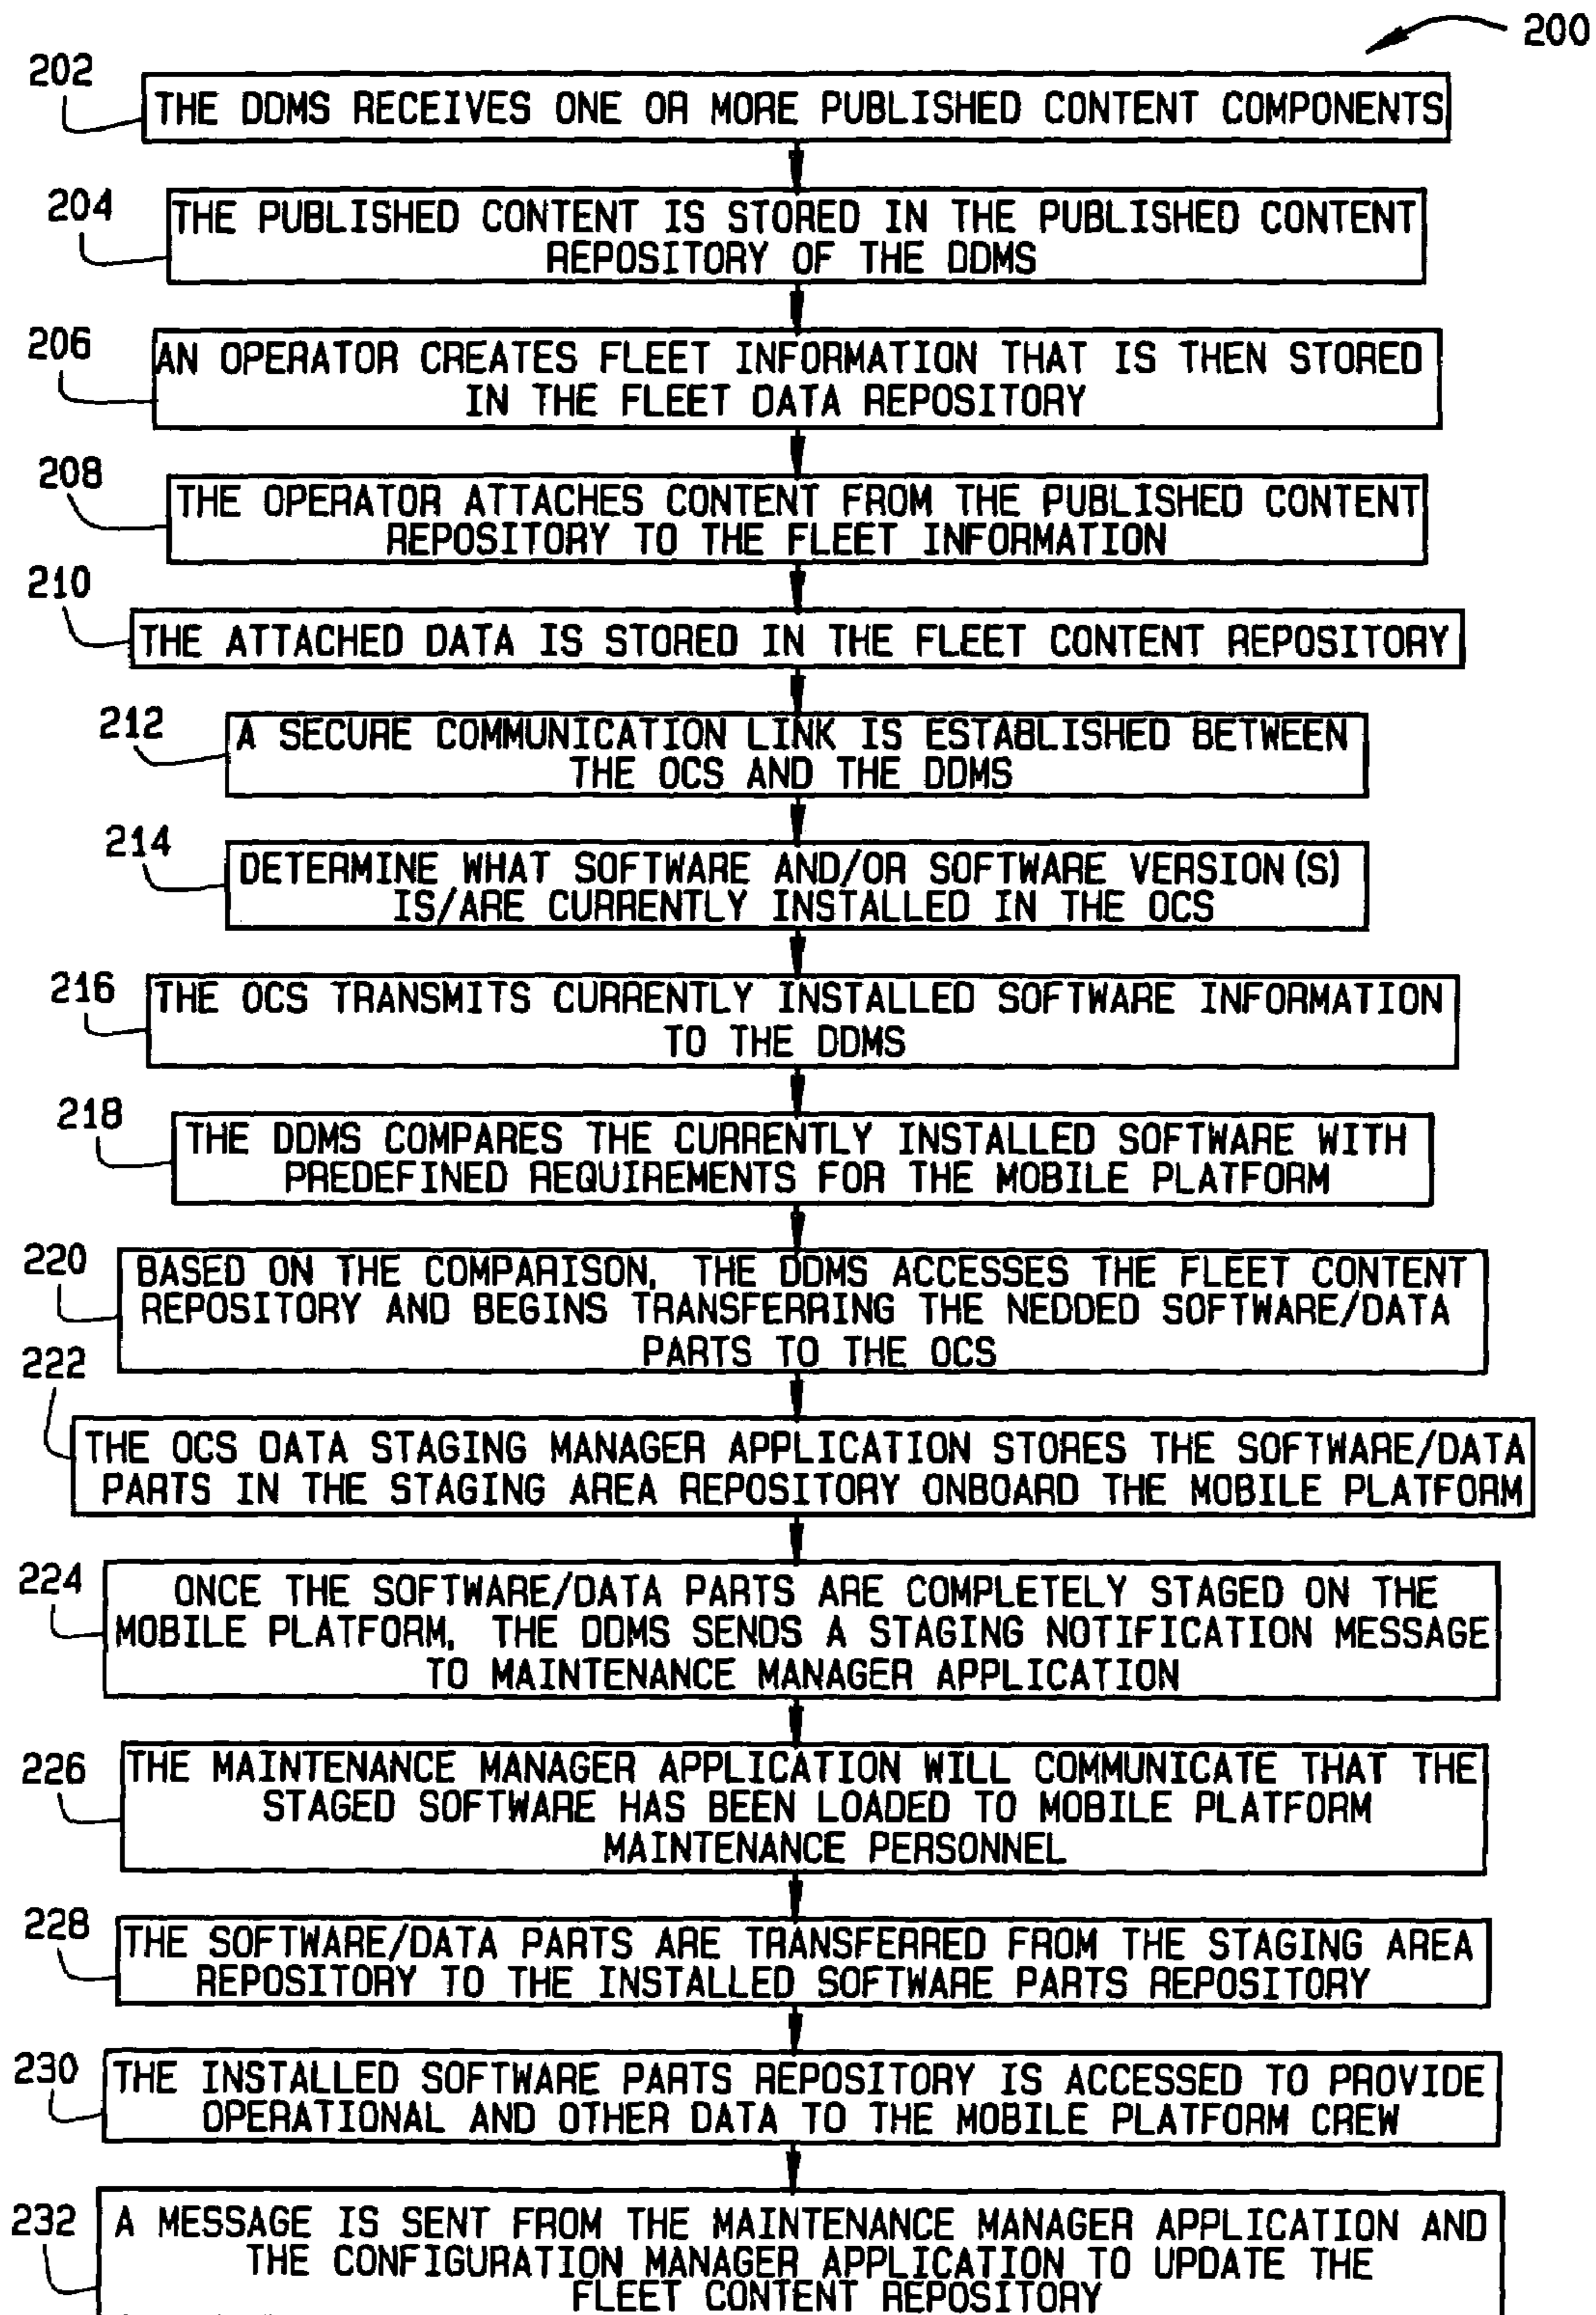 200
202
THE DDMS RECEIVES ONE OR MORE PUBLISHED CONTENT COMPONENTS
204
THE PUBLISHED CONTENT IS STORED IN THE PUBLISHED CONTENT
REPOSITORY OF THE DDMS
206
AN OPERATOR CREATES FLEET INFORMATION THAT IS THEN STORED
IN THE FLEET DATA REPOSITORY
208
THE OPERATOR ATTACHES CONTENT FROM THE PUBLISHED CONTENT
REPOSITORY TO THE FLEET INFORMATION
210
THE ATTACHED DATA IS STORED IN THE FLEET CONTENT REPOSITORY
212
A SECURE COMMUNICATION LINK IS ESTABLISHED BETWEEN
THE OCS AND THE DDMS
214
DETERMINE WHAT SOFTWARE AND/OR SOFTWARE VERSION(S)
IS/ARE CURRENTLY INSTALLED IN THE OCS
216
THE OCS TRANSMITS CURRENTLY INSTALLED SOFTWARE INFORMATION
TO THE DDMS
218
THE DDMS COMPARES THE CURRENTLY INSTALLED SOFTWARE WITH
PREDEFINED REQUIREMENTS FOR THE MOBILE PLATFORM
220
BASED ON THE COMPARISON, THE DDMS ACCESSES THE FLEET CONTENT
REPOSITORY AND BEGINS TRANSFERRING THE NEDDED SOFTWARE/DATA
PARTS TO THE OCS
222
THE OCS DATA STAGING MANAGER APPLICATION STORES THE SOFTWARE/DATA
PARTS IN THE STAGING AREA REPOSITORY ONBOARD THE MOBILE PLATFORM
224
ONCE THE SOFTWARE/DATA PARTS ARE COMPLETELY STAGED ON THE
MOBILE PLATFORM, THE DDMS SENDS A STAGING NOTIFICATION MESSAGE
TO MAINTENANCE MANAGER APPLICATION
226
THE MAINTENANCE MANAGER APPLICATION WILL COMMUNICATE THAT THE
STAGED SOFTWARE HAS BEEN LOADED TO MOBILE PLATFORM
MAINTENANCE PERSONNEL
228
THE SOFTWARE/DATA PARTS ARE TRANSFERRED FROM THE STAGING AREA
REPOSITORY TO THE INSTALLED SOFTWARE PARTS REPOSITORY
230
THE INSTALLED SOFTWARE PARTS REPOSITORY IS ACCESSED TO PROVIDE
OPERATIONAL AND OTHER DATA TO THE MOBILE PLATFORM CREW
232
A MESSAGE IS SENT FROM THE MAINTENANCE MANAGER APPLICATION AND
THE CONFIGURATION MANAGER APPLICATION TO UPDATE THE
FLEET CONTENT REPOSITORY